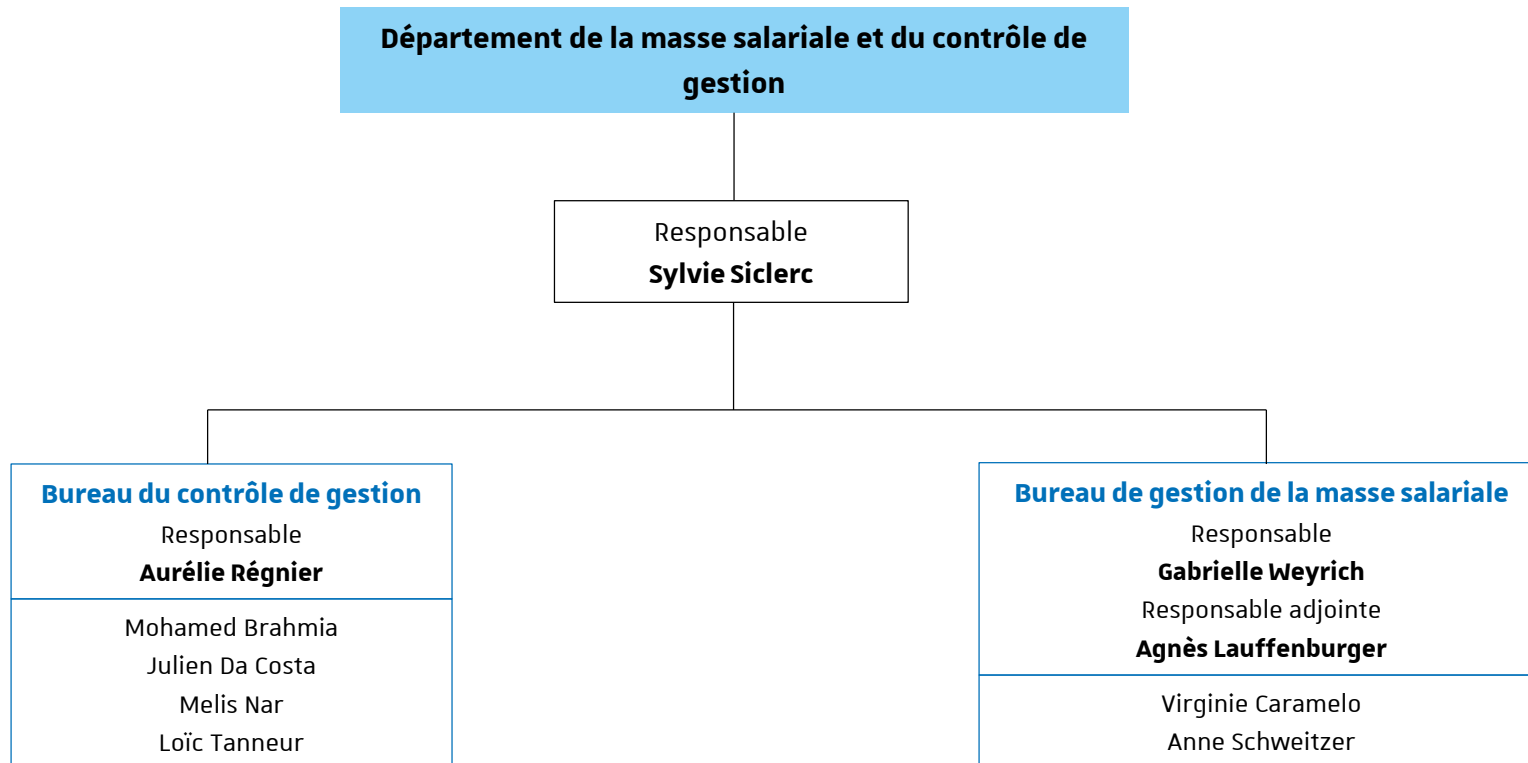 Département de la masse salariale et du contrôle de
gestion
Responsable
Sylvie Siclerc
Bureau du contrôle de gestion
Responsable
Aurélie Régnier
Mohamed Brahmia
Julien Da Costa
Melis Nar
Loïc Tanneur
Bureau de gestion de la masse salariale
Responsable
Gabrielle Weyrich
Responsable adjointe
Agnès Lauffenburger
Virginie Caramelo
Anne Schweitzer